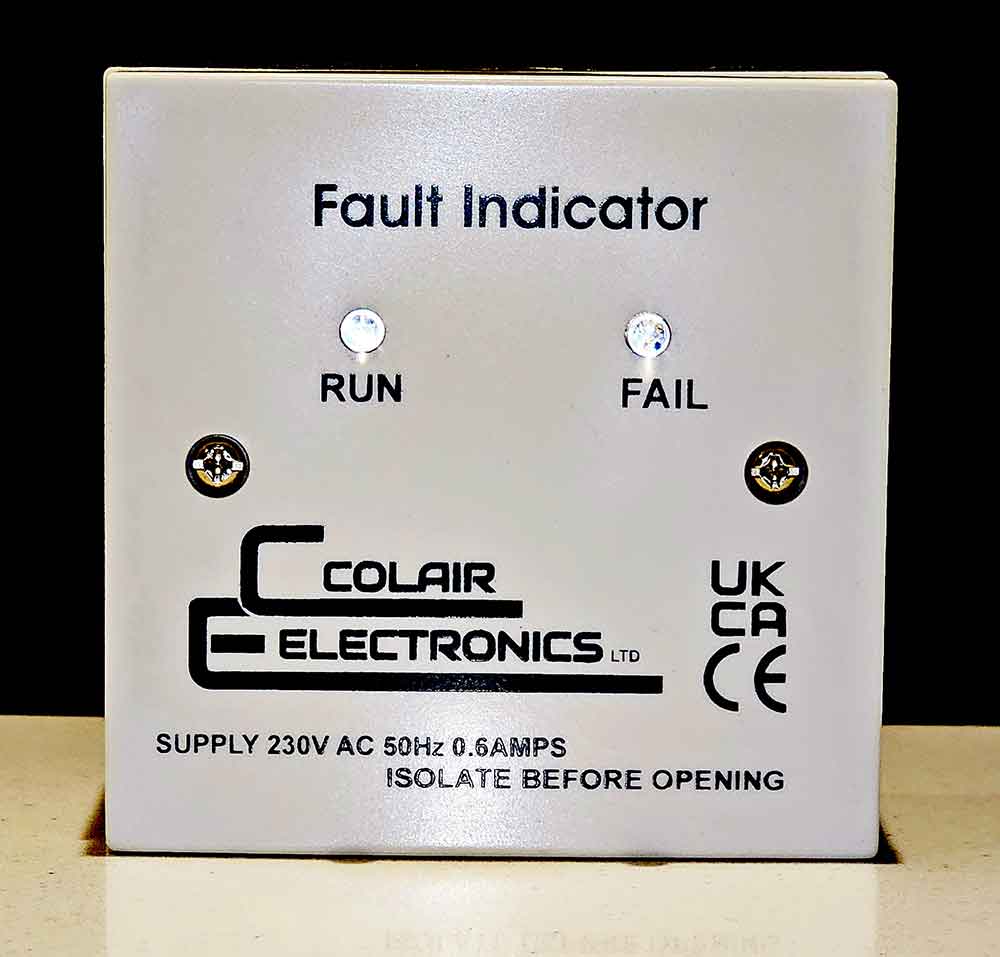 Fault Indicator
RUN FAIL
COLAIR
ELECTRONICS LTD
UK
CA
CE
SUPPLY 230V AC 50Hz 0.6AMPS
ISOLATE BEFORE OPENING